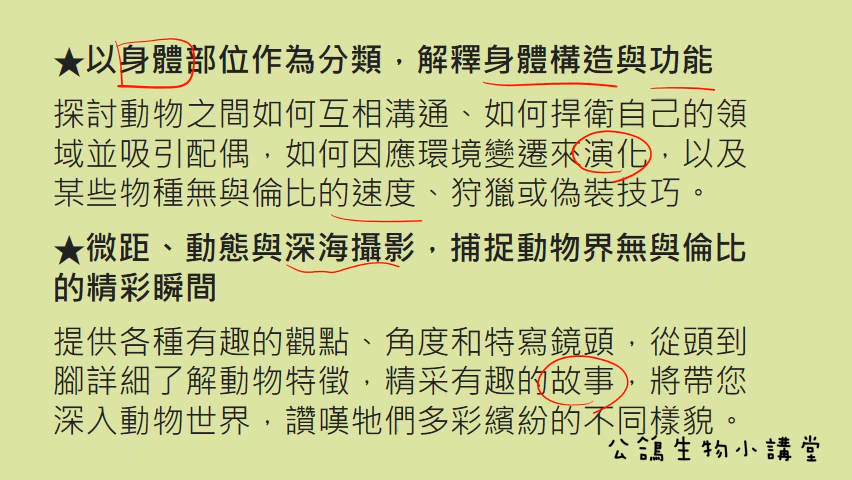 ★以身體部位作為分類，解釋身體構造與功能
探討動物之間如何互相溝通、如何捍衛自己的領
域並吸引配偶，如何因應環境變遷來演化，以及
某些物種無與倫比的速度、狩獵或偽裝技巧。
★微距、動態與深海攝影，捕捉動物界無與倫比
的精彩瞬間
提供各種有趣的觀點、角度和特寫鏡頭，從頭到
腳詳細了解動物特徵，精采有趣的故事，將帶您
深入動物世界，讚嘆牠們多彩繽紛的不同樣貌。
公鴿生物小講堂